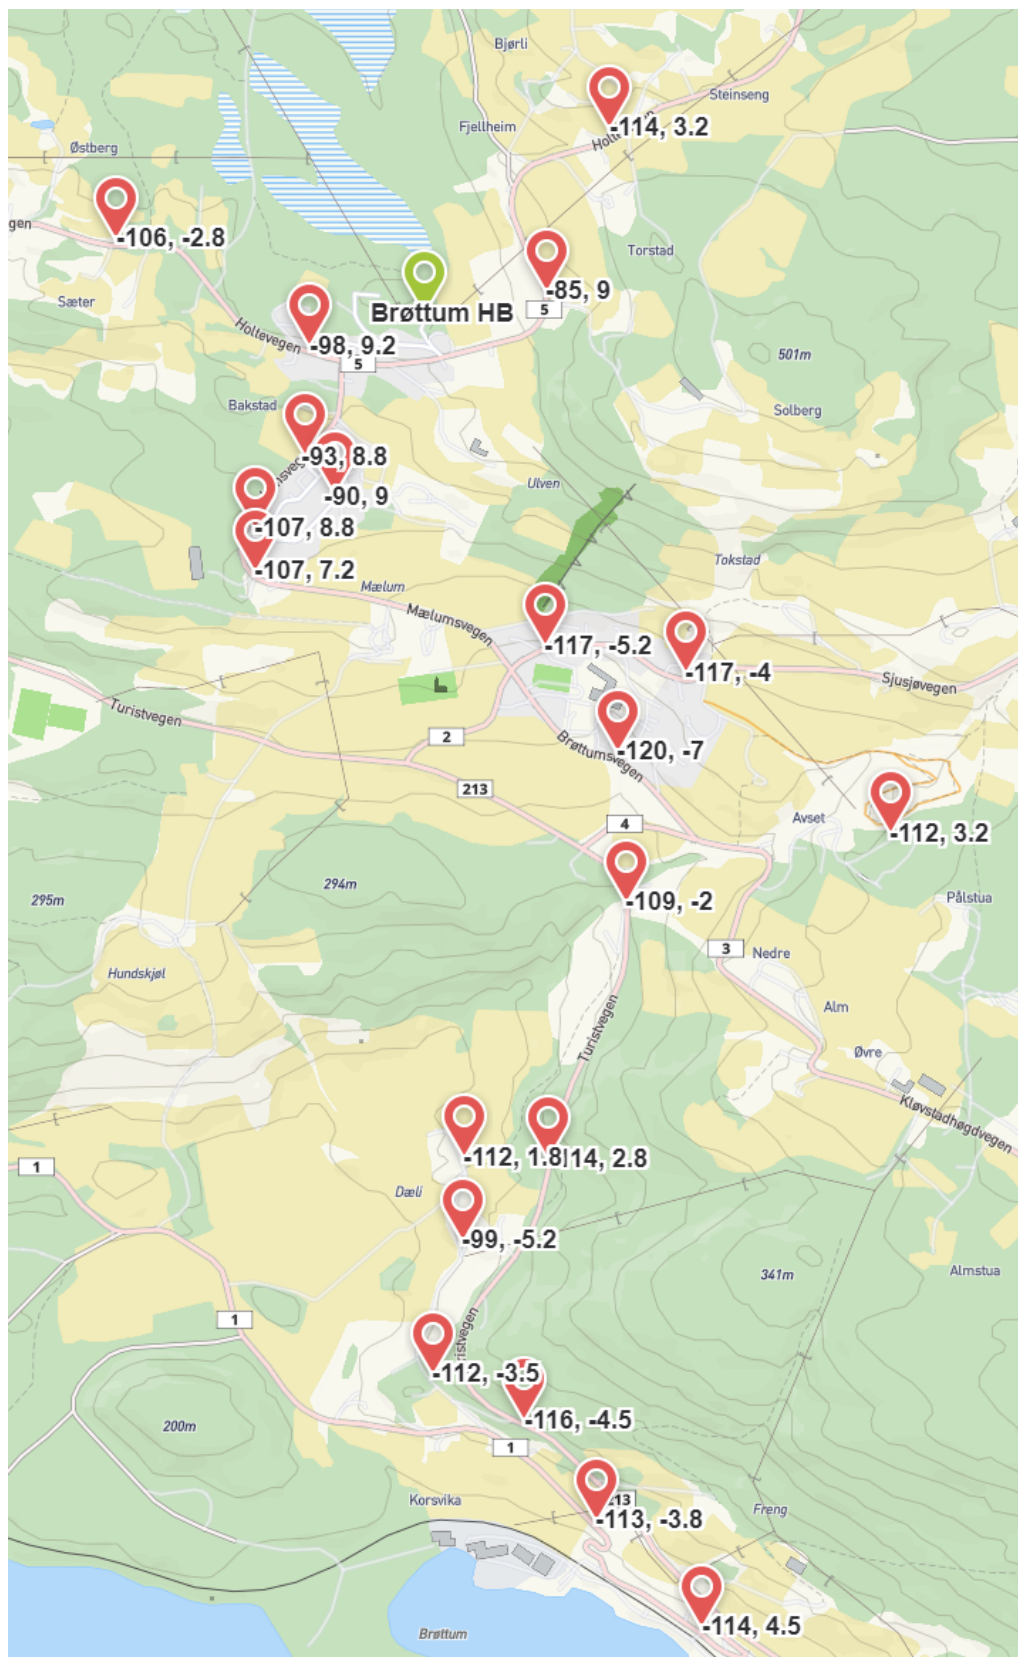 Bjørli
Steinseng
Fjellheim
-114, 3.2
Østberg
gen
-106, -2.8
Torstad
-85, 9
Sæter
Brøttum HB
5
Holtevegen
-98, 9.2
5
501m
Bakstad
Solberg
-93, 8.8
Ulven
-90, 9
-107, 8.8
Tokstad
-107, 7.2
Mælum
Mælumsvegen
-117, -5.2
-117, -4
Sjusjøvegen
Turistvegen
2
Brøttumsvegen
-120, -7
213
4
Avset
-112, 3.2
294m
295m
-109, -2
Pålstua
3
Nedre
Hundskjøl
Alm
Turistvegen
Øvre
Kløvstadhøgdvegen
-112, 1.8
114, 2.8
1
Dæli
-99, -5.2
341m
Almstua
1
-112, -3.5
-116, -4.5
200m
1
Korsvika
213
Freng
-113, -3.8
-114, 4.5
Brøttum